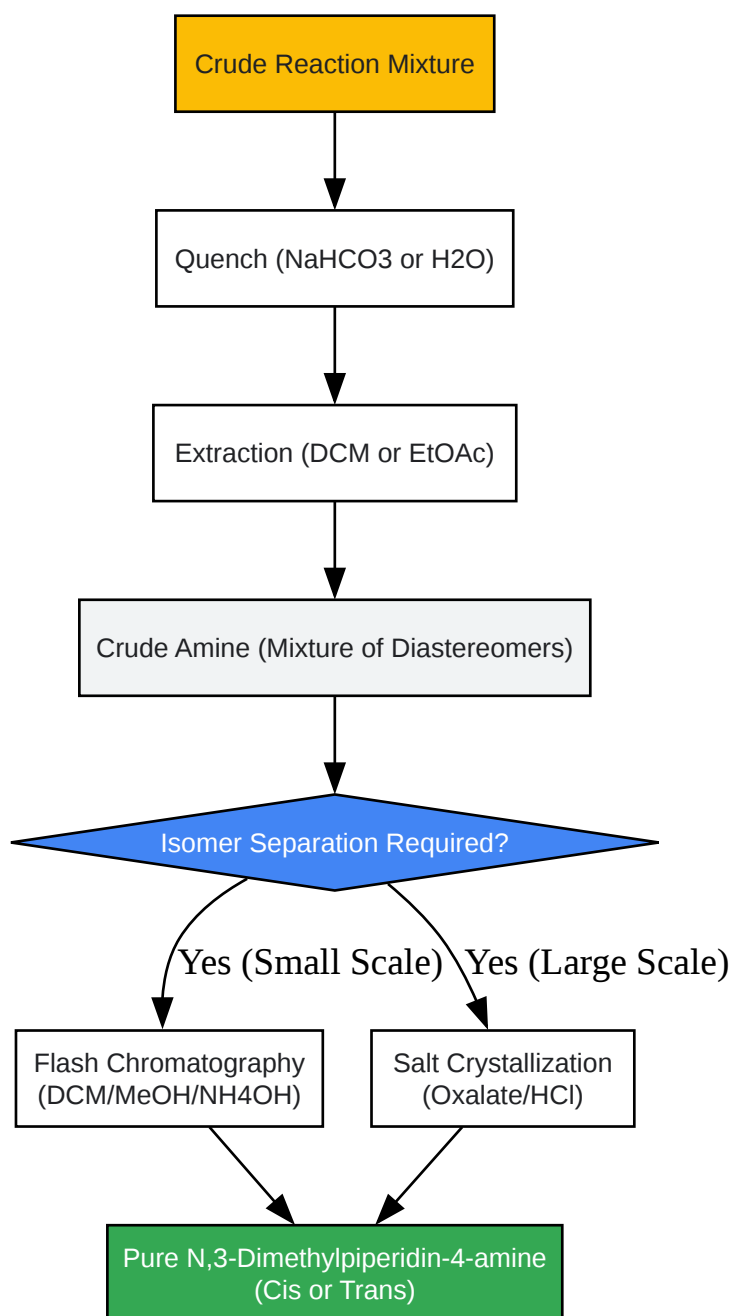 Crude Reaction Mixture
Quench (NaHCO3 or H2O)
Extraction (DCM or EtOAc)
Crude Amine (Mixture of Diastereomers)
Isomer Separation Required?
Yes (Small Scale)
Yes (Large Scale)
Flash Chromatography
(DCM/MeOH/NH4OH)
Salt Crystallization
(Oxalate/HCl)
Pure N,3-Dimethylpiperidin-4-amine
(Cis or Trans)